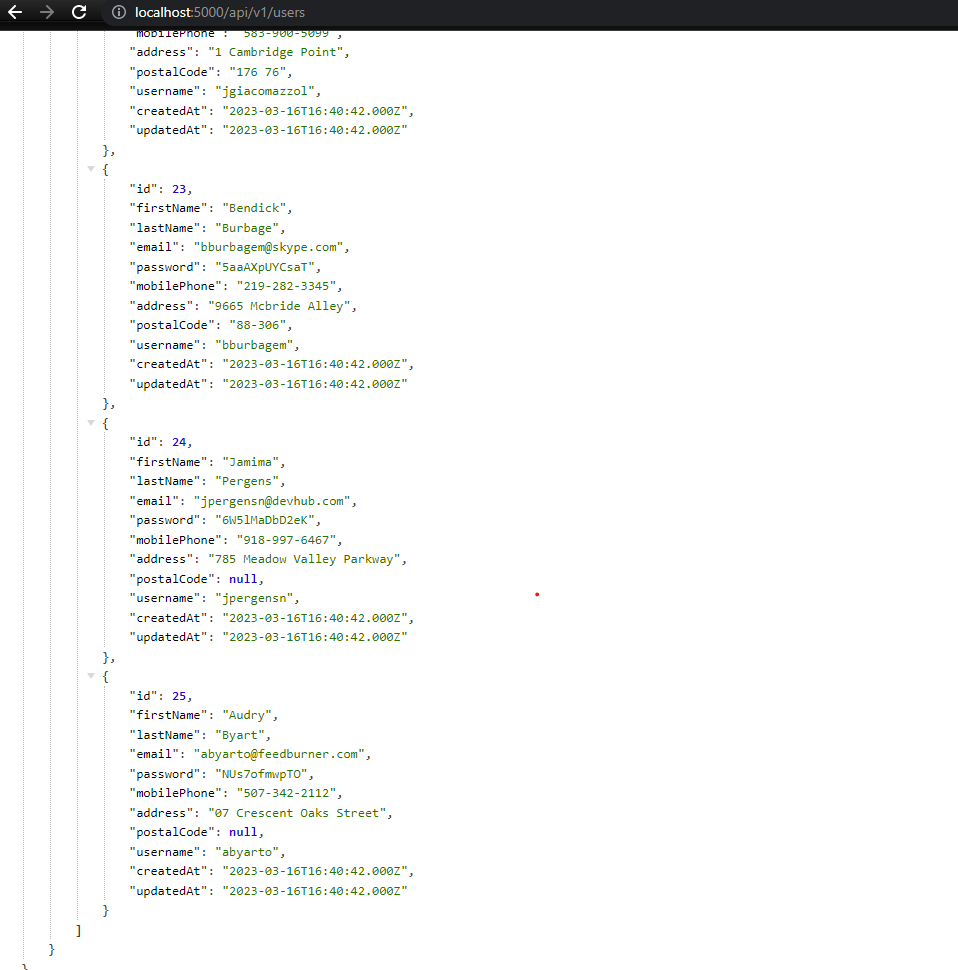 localhost:5000/api/v1/users
"mobilePhone": "583-900-5099",
"address": "1 Cambridge Point",
"postalCode": "176 76",
"username": "jgiacomazzol",
"createdAt": "2023-03-16T16:40:42.000Z",
"updatedAt": "2023-03-16T16:40:42.000Z"
},
{
"id": 23,
"firstName": "Bendick",
"lastName": "Burbage",
"email": "bburbagem@skype.com",
"password": "5aaAXpUYCsaT",
"mobilePhone": "219-282-3345",
"address": "9665 Mcbride Alley",
"postalCode": "88-306",
"username": "bburbagem",
"createdAt": "2023-03-16T16:40:42.000Z",
"updatedAt": "2023-03-16T16:40:42.000Z"
},
{
"id": 24,
"firstName": "Jamima",
"lastName": "Pergens",
"email": "jpergensn@devhub.com",
"password": "6W5lMaDbD2eK",
"mobilePhone": "918-997-6467",
"address": "785 Meadow Valley Parkway",
"postalCode": null,
"username": "jpergensn",
"createdAt": "2023-03-16T16:40:42.000Z",
"updatedAt": "2023-03-16T16:40:42.000Z"
},
{
"id": 25,
"firstName": "Audry",
"lastName": "Byart",
"email": "abyarto@feedburner.com",
"password": "NUs7ofmwpTO",
"mobilePhone": "507-342-2112",
"address": "07 Crescent Oaks Street",
"postalCode": null,
"username": "abyarto",
"createdAt": "2023-03-16T16:40:42.000Z",
"updatedAt": "2023-03-16T16:40:42.000Z"
}
]
}
}